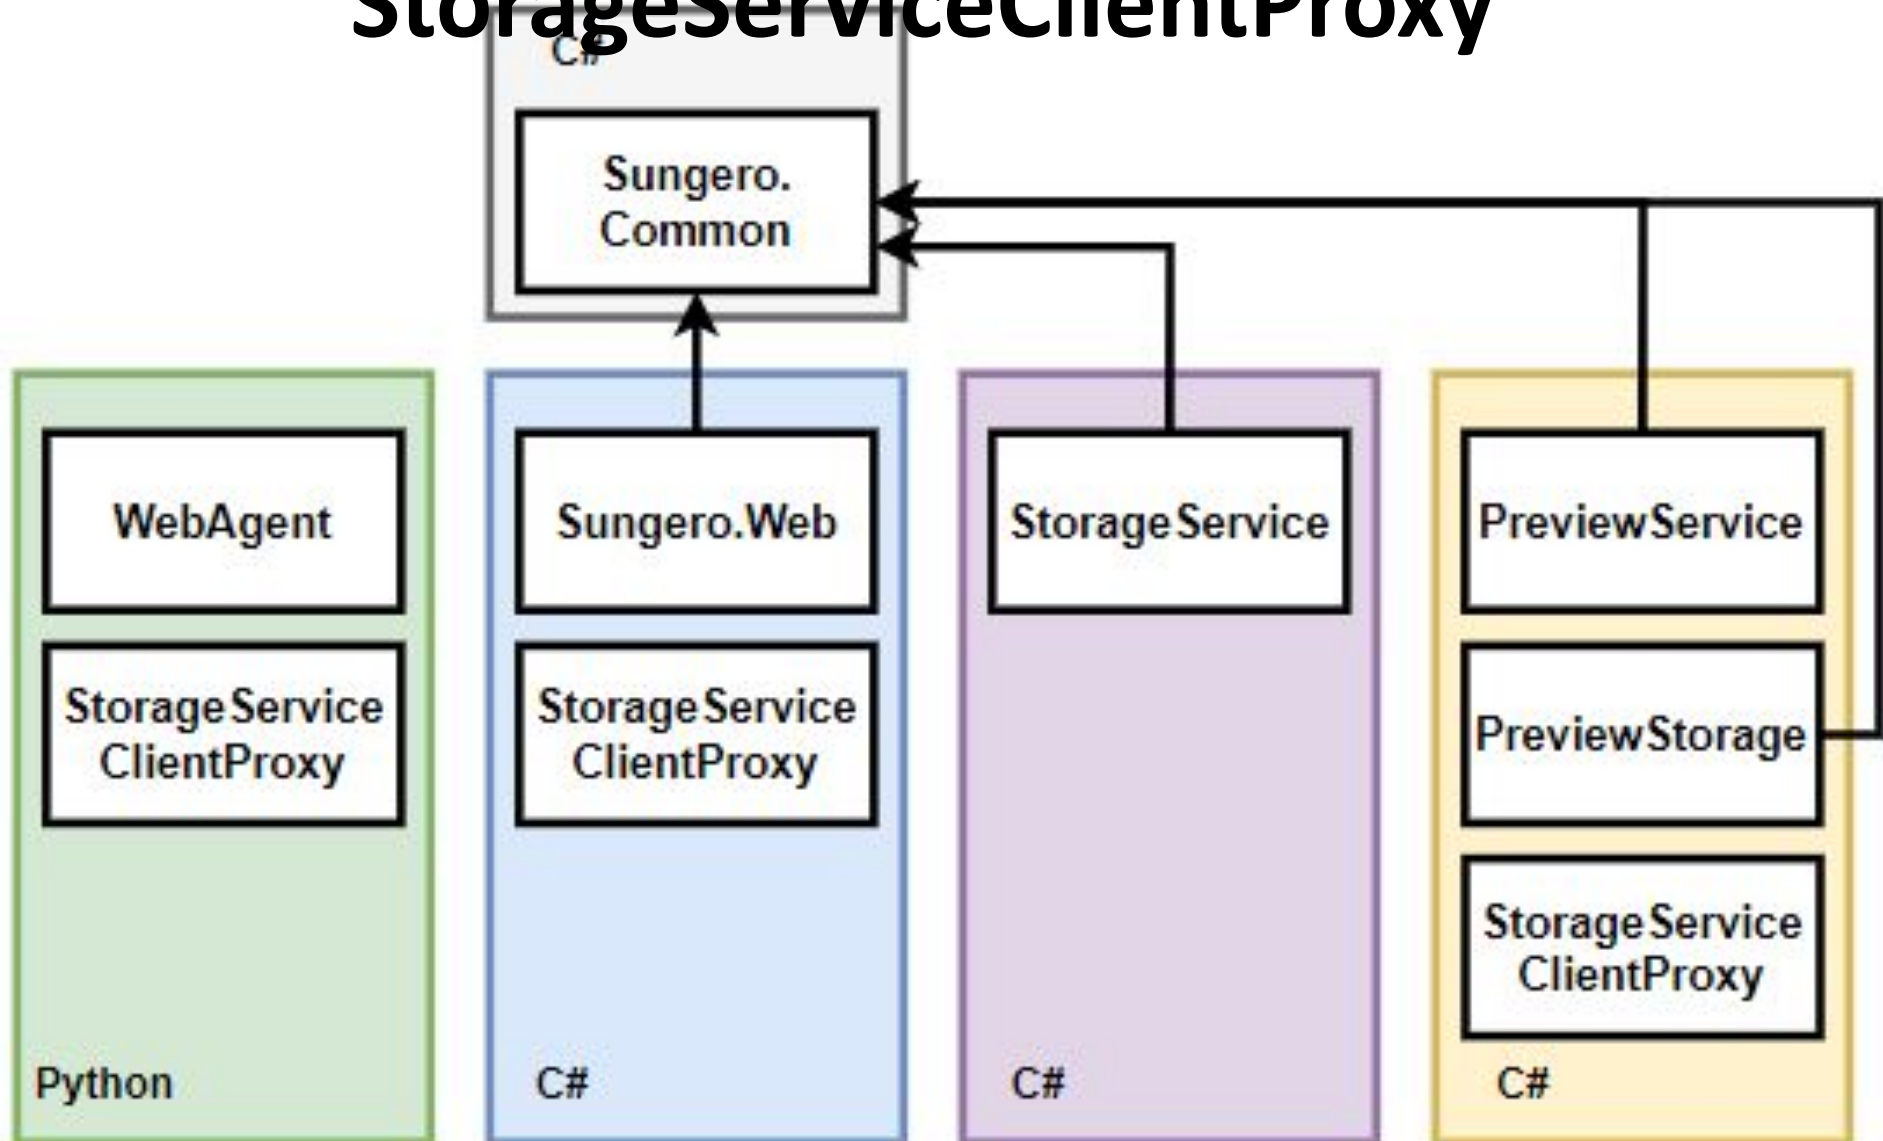 StorageServiceClientProxy
C#
Sungero.
Common
WebAgent
StorageService
ClientProxy
Python
Sungero.Web
StorageService
ClientProxy
C#
StorageService
C#
PreviewService
PreviewStorage
StorageService
ClientProxy
C#